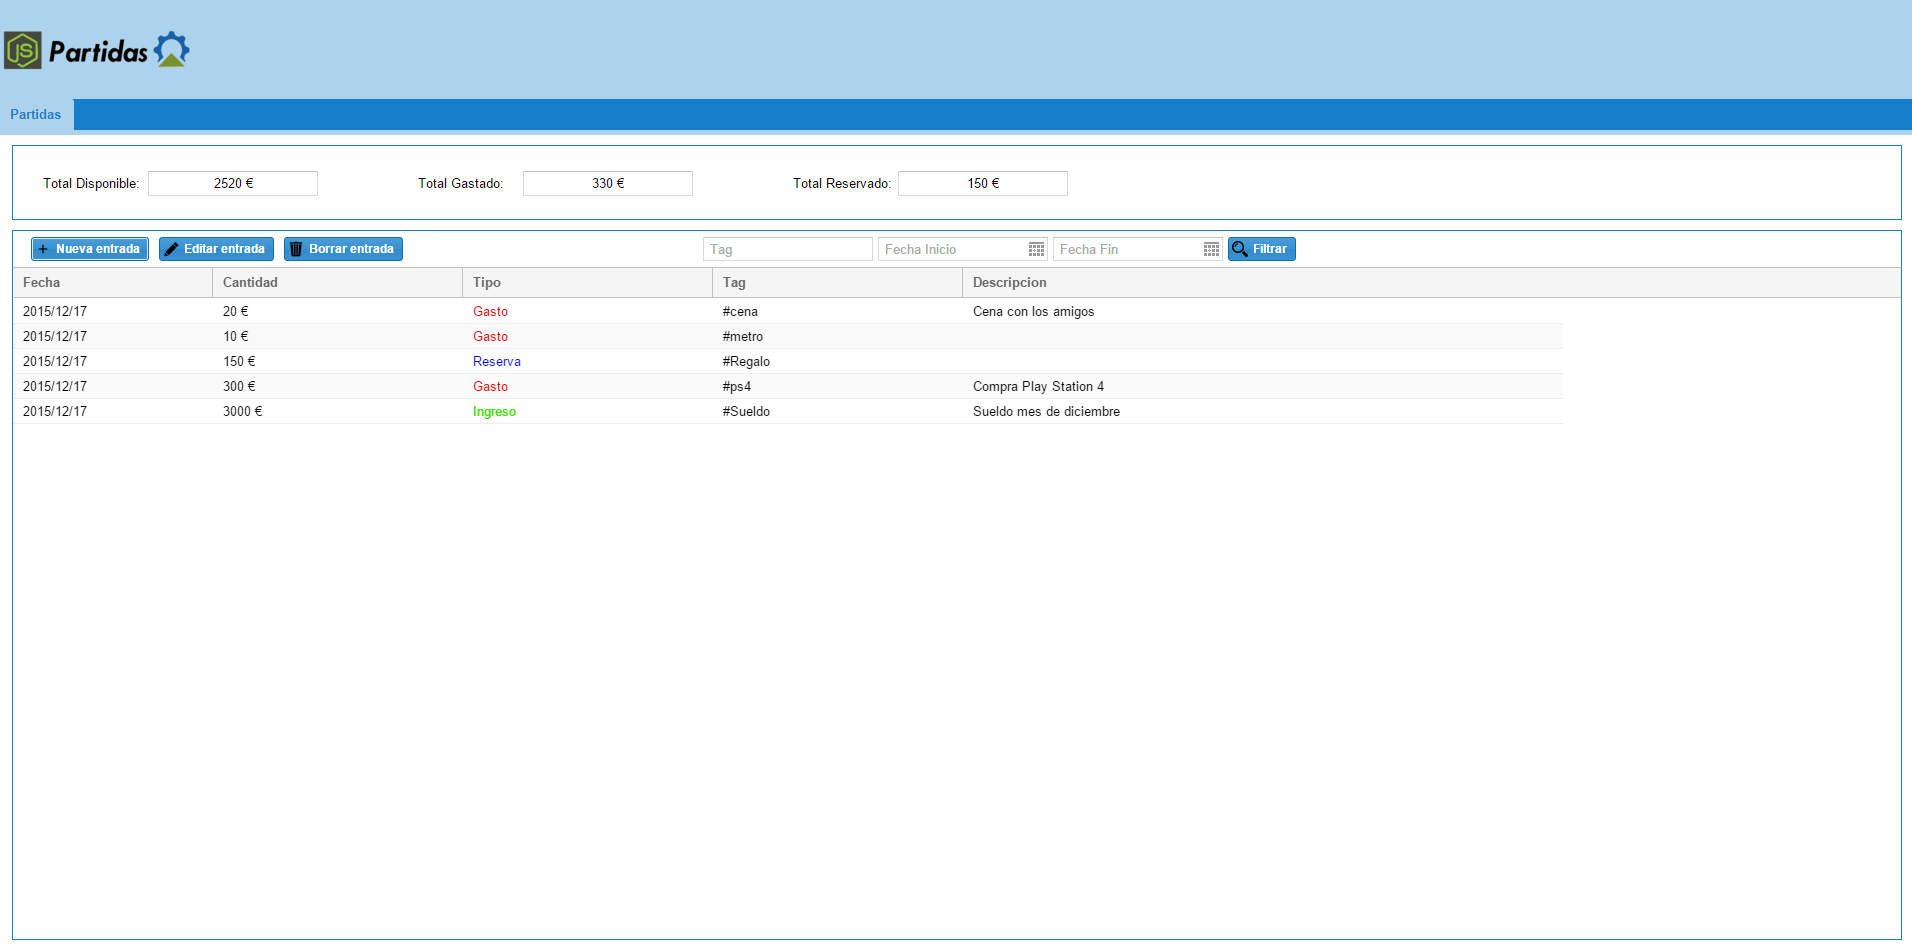 JS Partidas
Partidas
Total Disponible: 2520 € Total Gastado: 330 € Total Reservado: 150 €
Nueva entrada Editar entrada Borrar entrada Tag Fecha Inicio Fecha Fin Filtrar
Fecha Cantidad Tipo Tag Descripcion
2015/12/17 20 € Gasto #cena Cena con los amigos
2015/12/17 10 € Gasto #metro
2015/12/17 150 € Reserva #Regalo
2015/12/17 300 € Gasto #ps4 Compra Play Station 4
2015/12/17 3000 € Ingreso #Sueldo Sueldo mes de diciembre